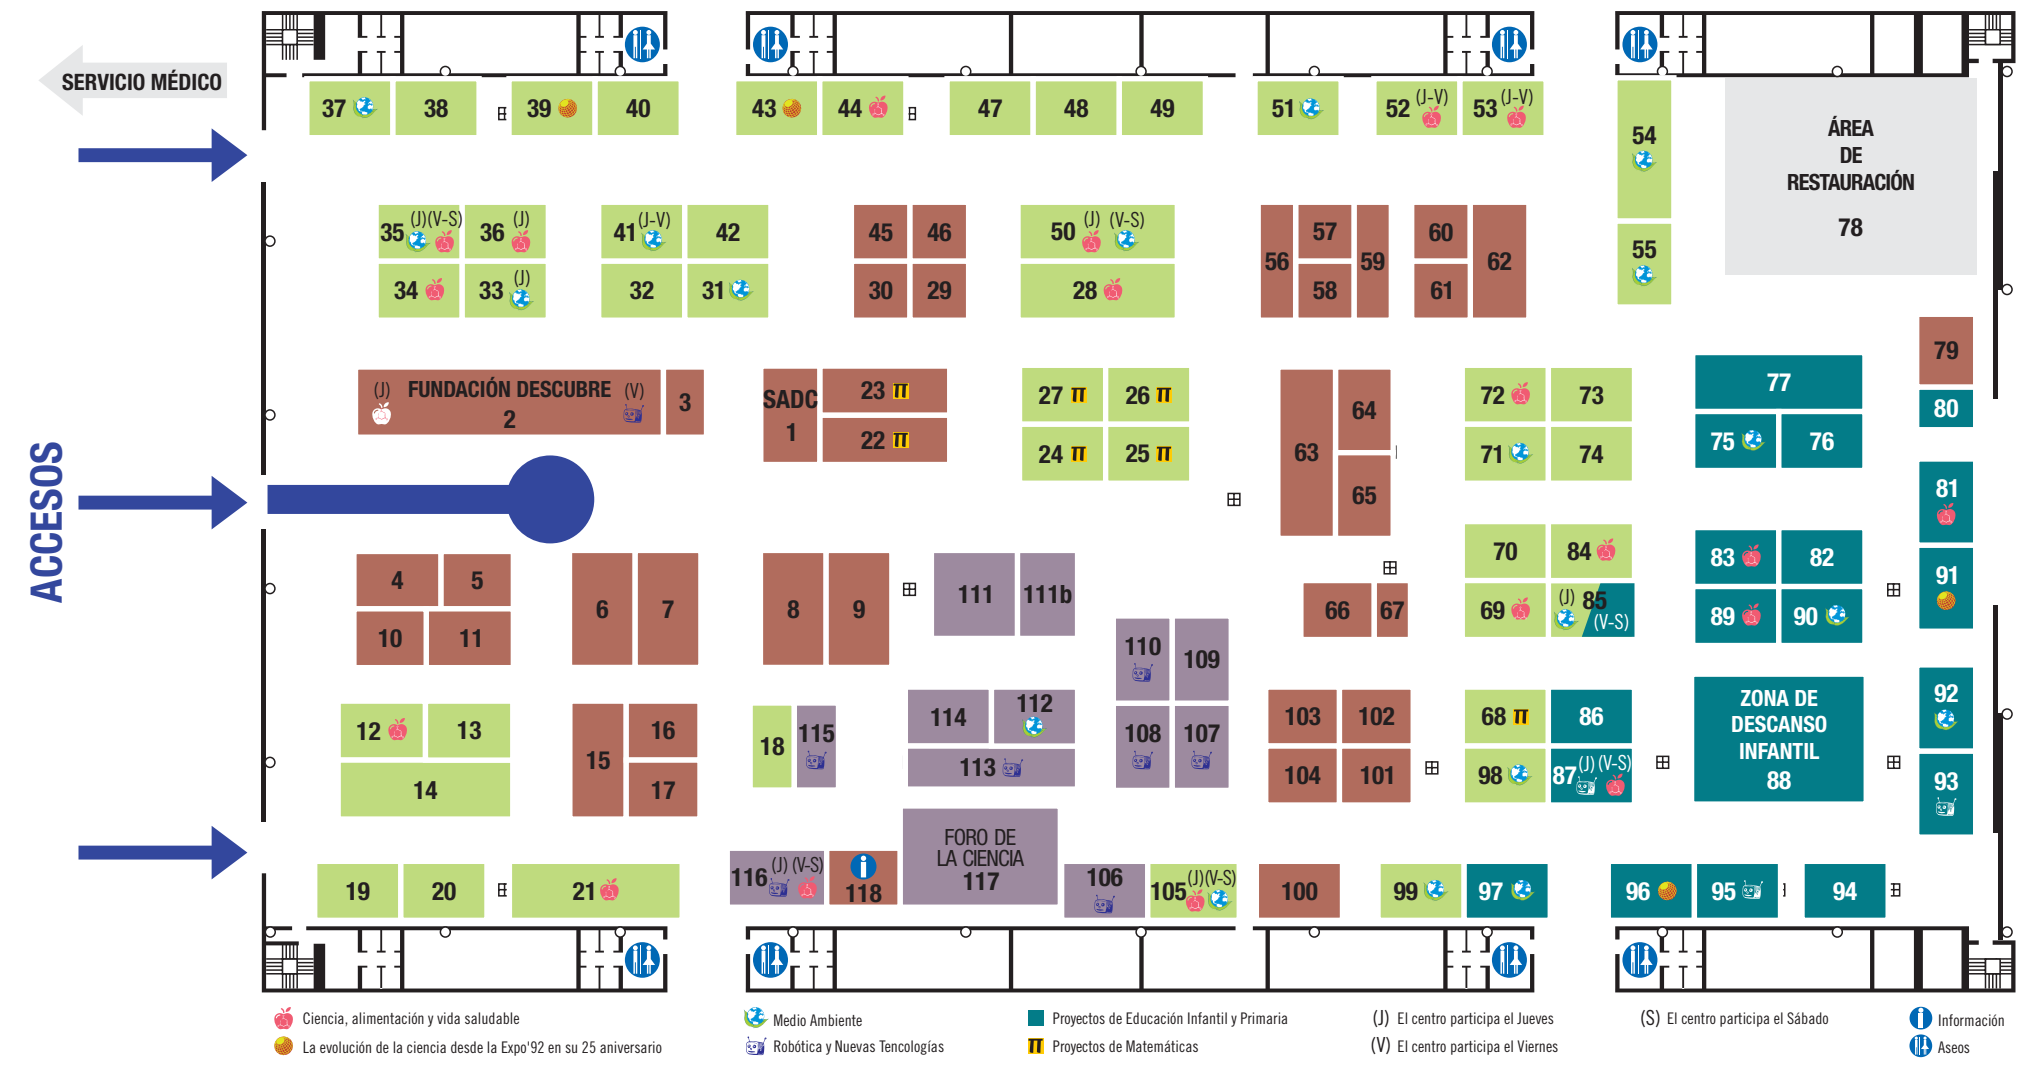 SERVICIO MÉDICO
37
38
39
40
43
44
47
48
49
51
52 (J-V)
53 (J-V)
54
ÁREA
DE
RESTAURACIÓN
78
35 (J)(V-S)
36 (J)
41 (J-V)
42
45
46
50 (J) (V-S)
56
57
59
60
62
55
34
33 (J)
32
31
30
29
28
58
61
79
(J) FUNDACIÓN DESCUBRE (V)
2
3
SADC
1
23
22
27
26
24
25
63
64
65
72
73
71
74
77
75
76
80
ACCESOS
81
4
5
10
11
6
7
8
9
111
111b
66
67
70
84
69
(J) 85
(V-S)
83
82
89
90
91
110
109
108
107
12
13
14
15
16
17
18
115
114
112
113
103
102
104
101
68
86
98
87 (J) (V-S)
ZONA DE
DESCANSO
INFANTIL
88
92
93
19
20
21
116 (J) (V-S)
118
FORO DE
LA CIENCIA
117
106
105 (J)(V-S)
100
99
97
96
95
94
Ciencia, alimentación y vida saludable
La evolución de la ciencia desde la Expo'92 en su 25 aniversario
Medio Ambiente
Robótica y Nuevas Tencologías
Proyectos de Educación Infantil y Primaria
Proyectos de Matemáticas
(J) El centro participa el Jueves
(V) El centro participa el Viernes
(S) El centro participa el Sábado
Información
Aseos